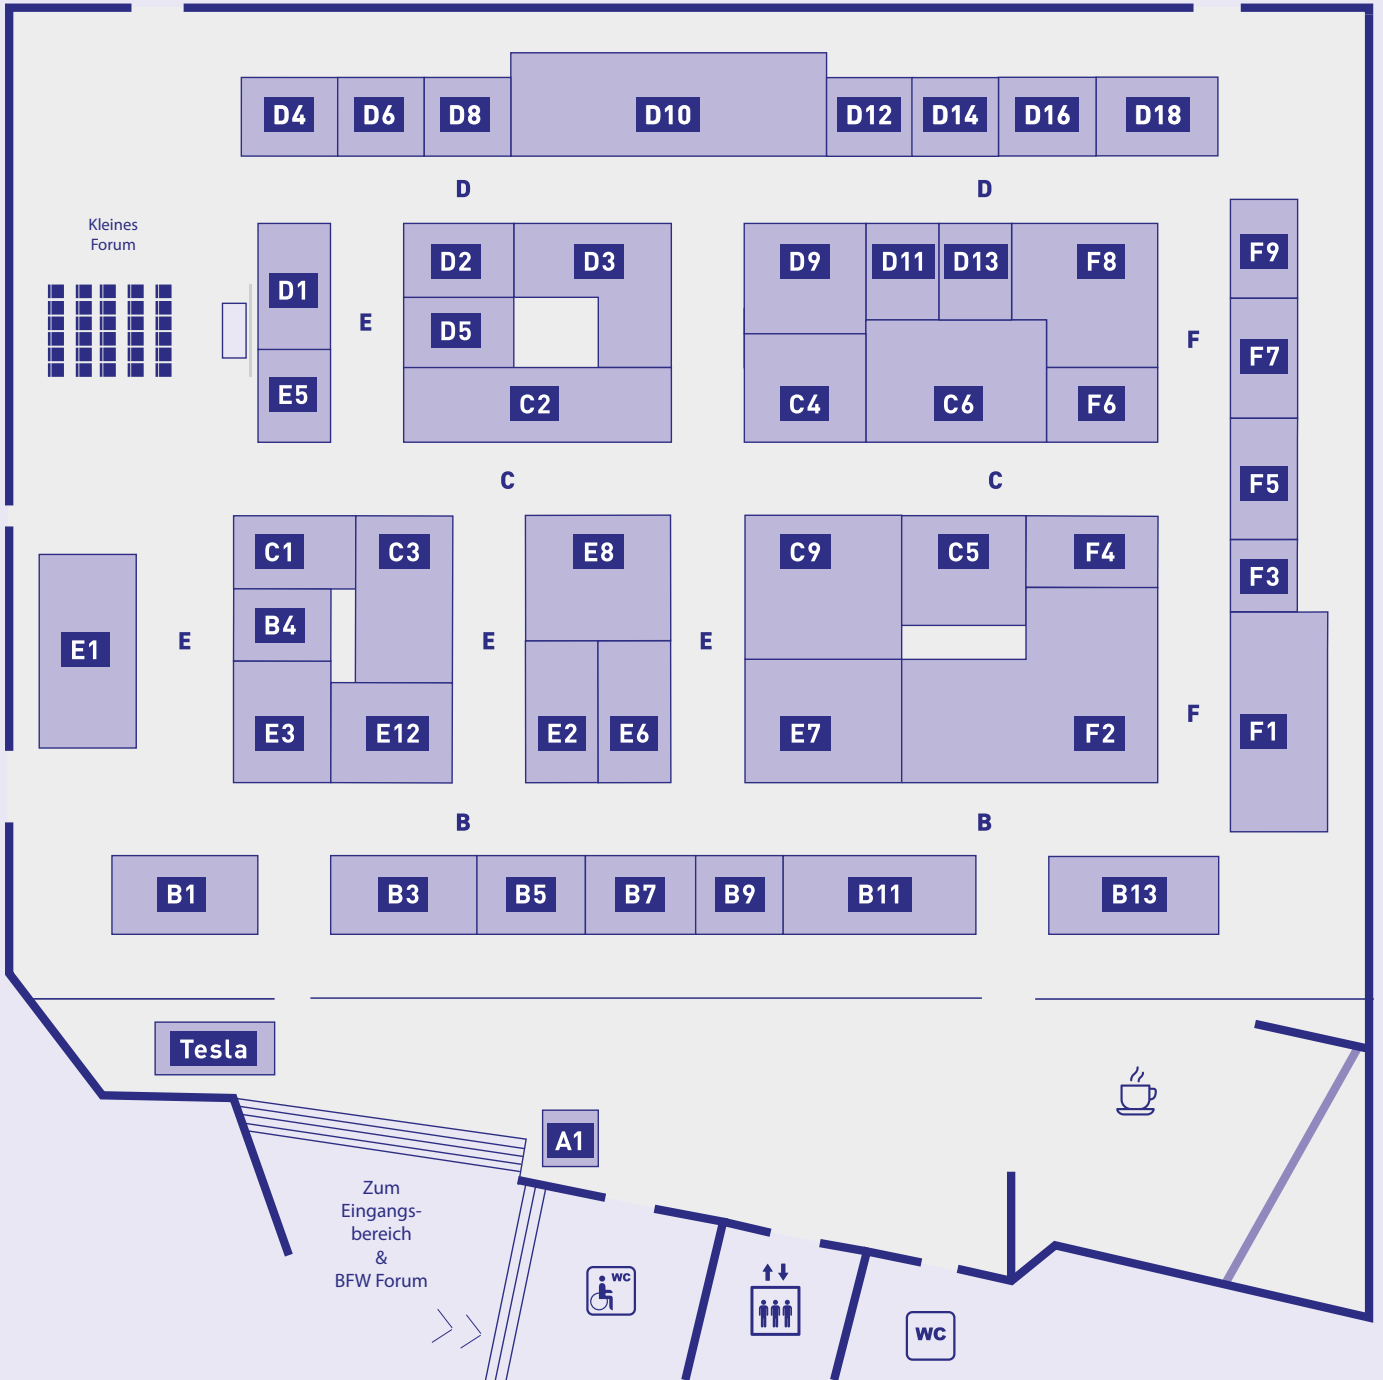 D4 D6 D8 D10 D12 D14 D16 D18
D D
Kleines
Forum
D1 D2 D3 D9 D11 D13 F8 F9
E D5 F F7
E5 C2 C4 C6 F6
C C F5
C1 C3 E8 C9 C5 F4 F3
B4
E1 E E E
E3 E12 E2 E6 E7 F2 F F1
B B
B1 B3 B5 B7 B9 B11 B13
Tesla
A1
Zum
Eingangs-
bereich
&
BFW Forum
WC
WC